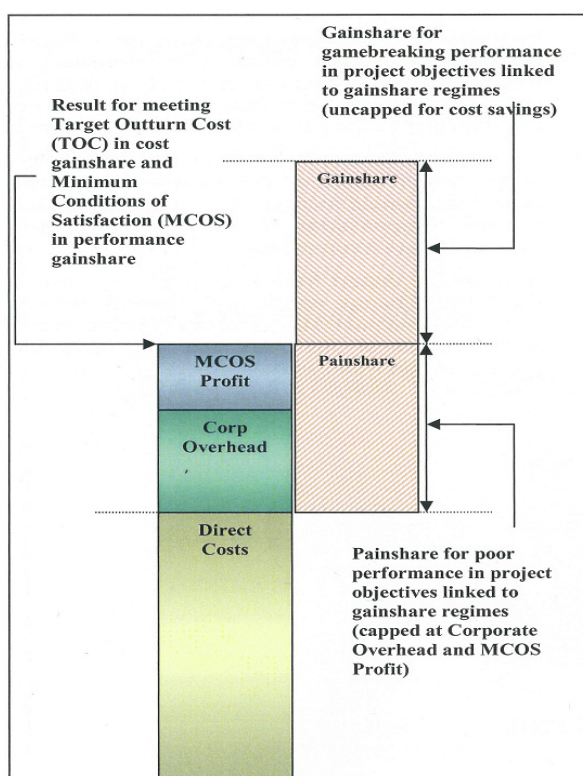 Gainshare for
gamebreaking performance
in project objectives linked
to gainshare regimes
(uncapped for cost savings)
Result for meeting
Target Outturn Cost
(TOC) in cost
gainshare and
Minimum
Conditions of
Satisfaction (MCOS)
in performance
gainshare
Gainshare
MCOS
Profit
Painshare
Corp
Overhead
Direct
Costs
Painshare for poor
performance in project
objectives linked to
gainshare regimes
(capped at Corporate
Overhead and MCOS
Profit)